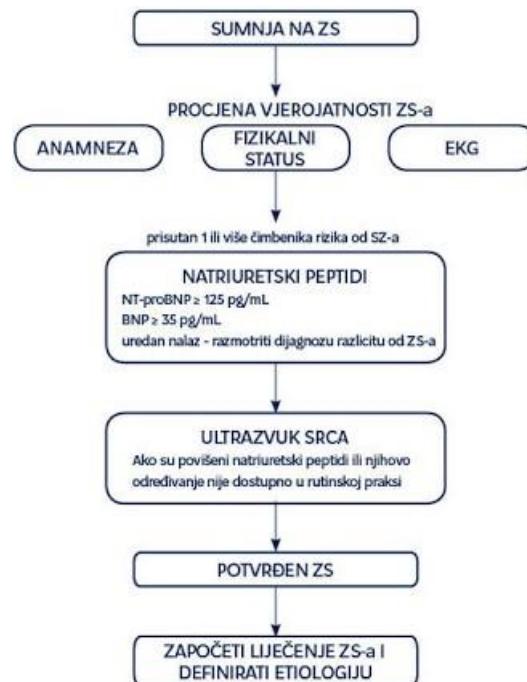 SUMNJA NA ZS
PROCJENA VJEROJATNOSTI ZS-a
ANAMNEZA
FIZIKALNI
STATUS
EKG
prisutan 1 ili više čimbenika rizika od SZ-a
NATRIURETSKI PEPTIDI
NT-proBNP ≥ 125 pg/mL
BNP ≥ 35 pg/mL
uredan nalaz - razmotriti dijagnozu razlicitu od ZS-a
ULTRAZVUK SRCA
Ako su povišeni natriuretski peptidi ili njihovo
određivanje nije dostupno u rutinskoj praksi
POTVRĐEN ZS
ZAPOČETI LIJEČENJE ZS-a I
DEFINIRATI ETIOLOGIJU